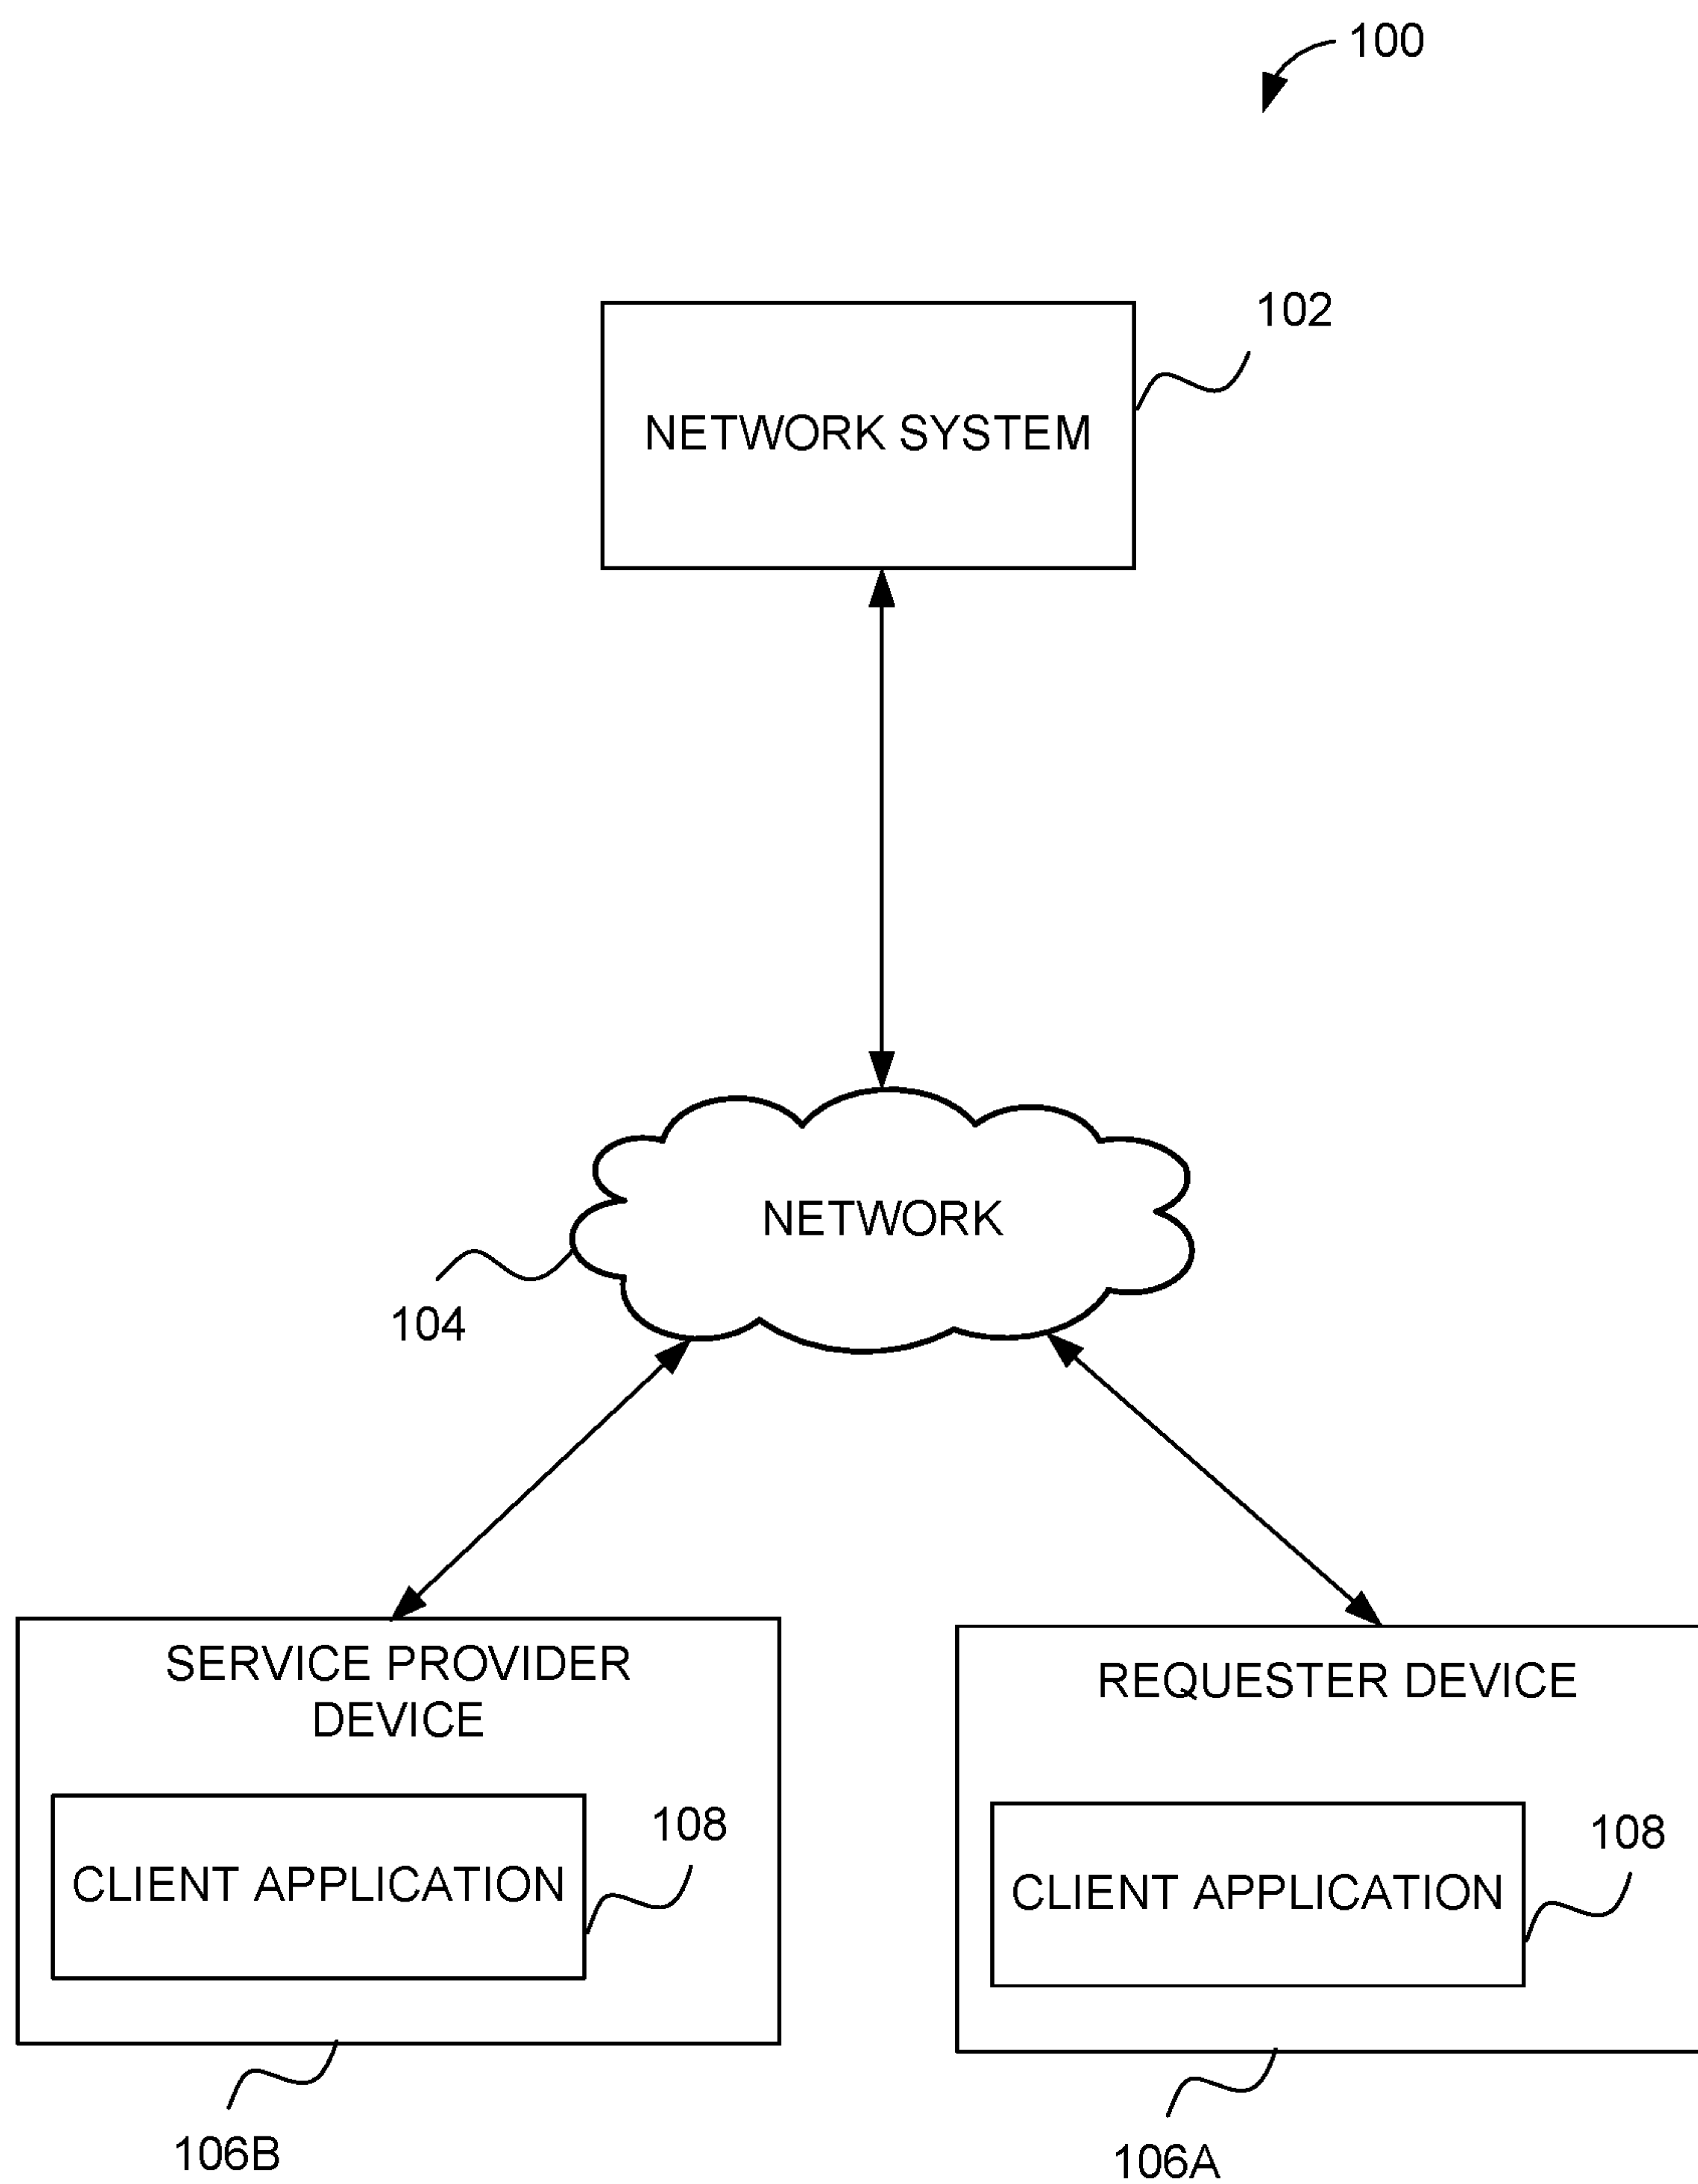 100
102
NETWORK SYSTEM
NETWORK
104
SERVICE PROVIDER
DEVICE
108
CLIENT APPLICATION
106B
REQUESTER DEVICE
108
CLIENT APPLICATION
106A